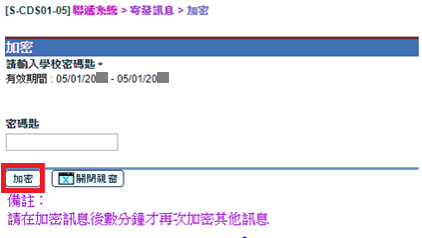 [S-CDS01-05] 聯遞系統 > 寄發訊息 > 加密
加密
請輸入學校密碼匙。
有效期間 : 05/01/20 - 05/01/20
密碼匙
加密 關閉視窗
備註：
請在加密訊息後數分鐘才再次加密其他訊息